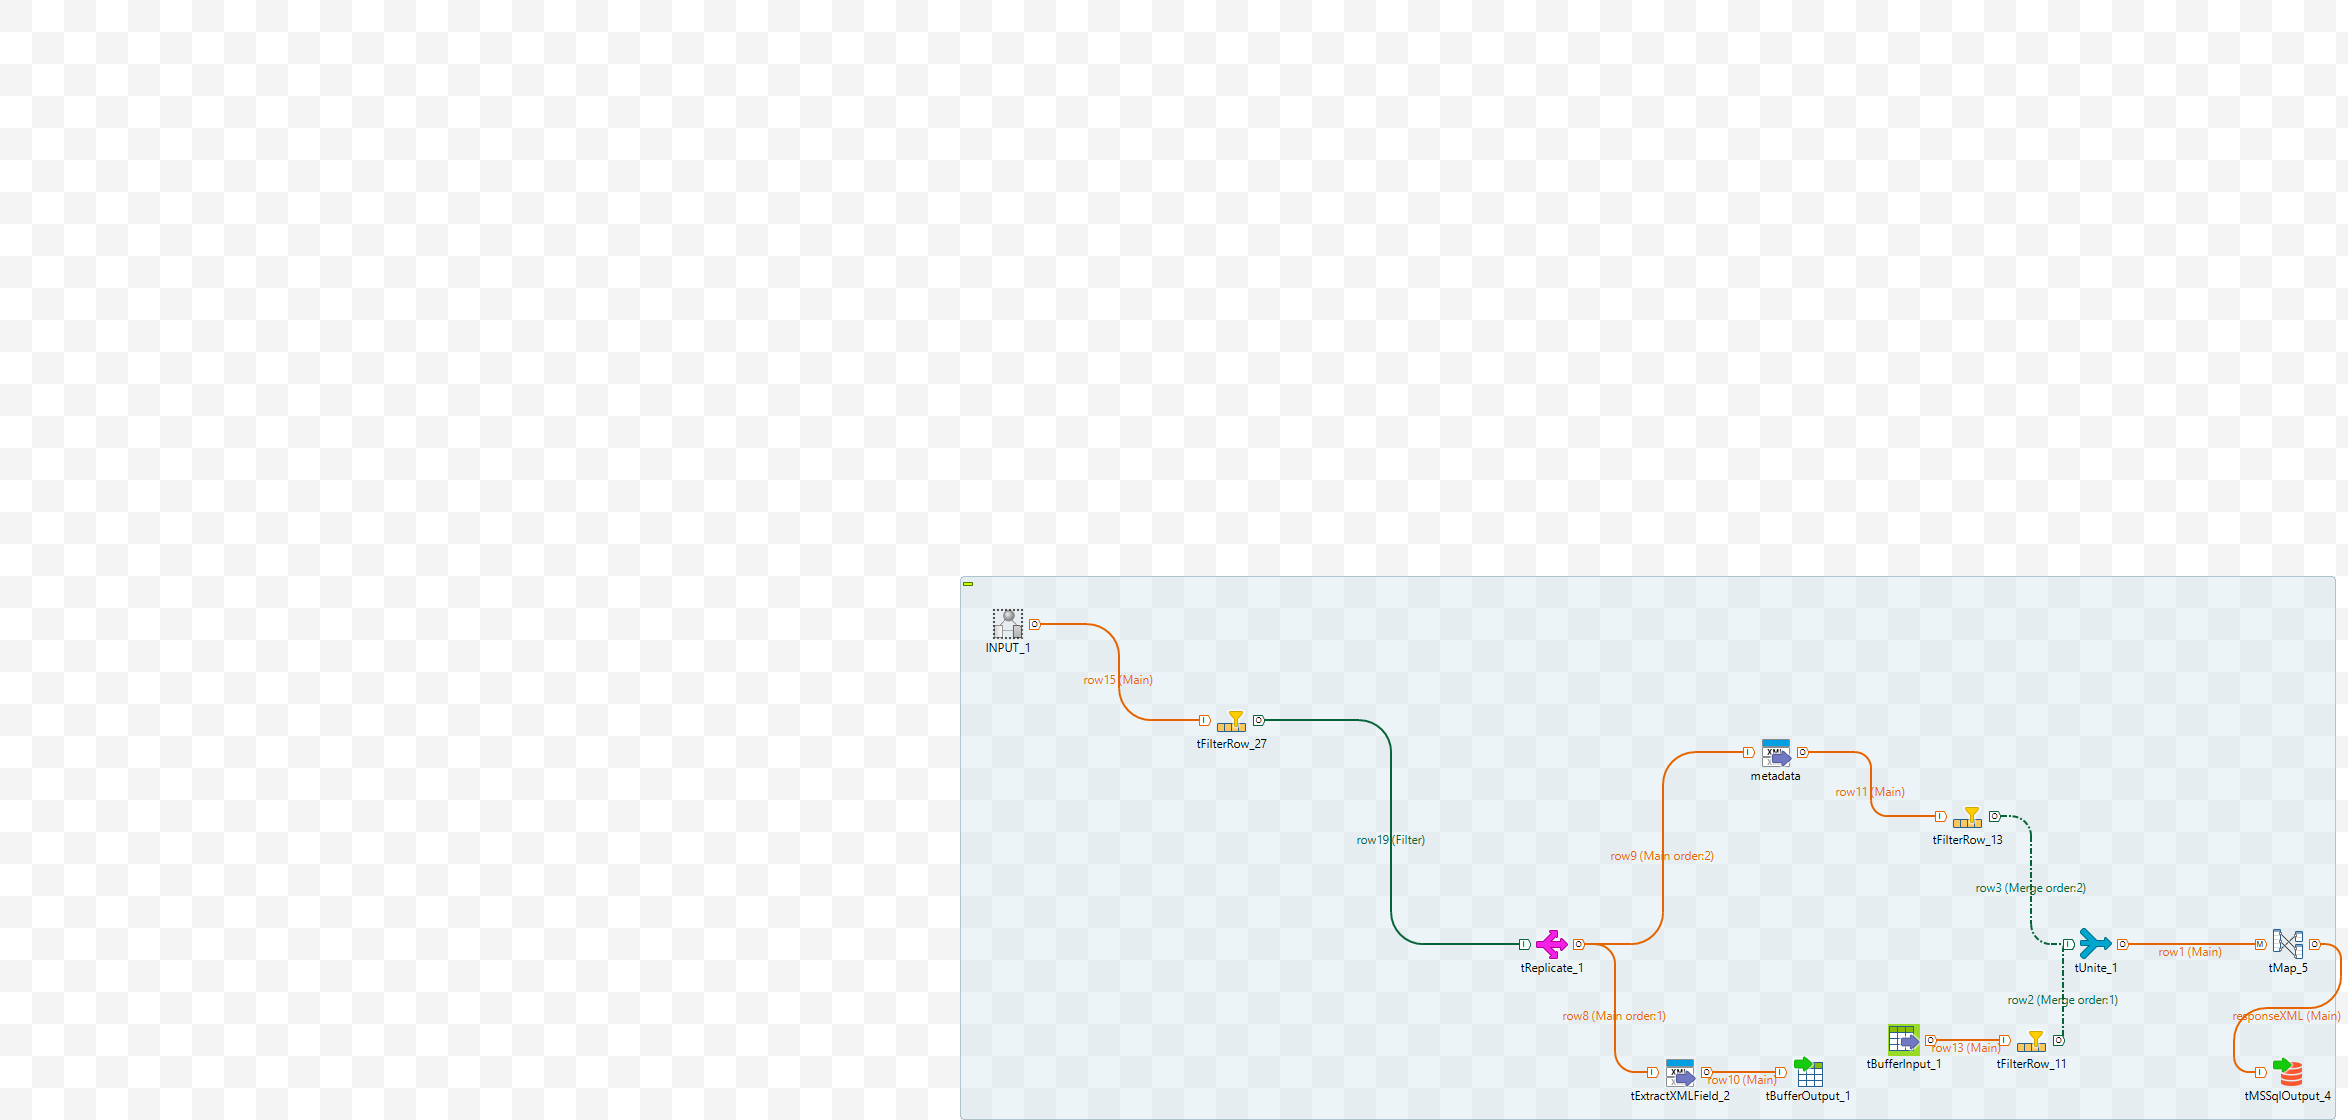 INPUT_1
row15 (Main)
tFilterRow_27
row19 (Filter)
metadata
row11 (Main)
tFilterRow_13
row9 (Main order:2)
row3 (Merge order:2)
tReplicate_1
tUnite_1
row1 (Main)
tMap_5
row2 (Merge order:1)
row8 (Main order:1)
responseXML (Main)
tBufferInput_1
row13 (Main)
tFilterRow_11
tExtractXMLField_2
row10 (Main)
tBufferOutput_1
tMSSqlOutput_4